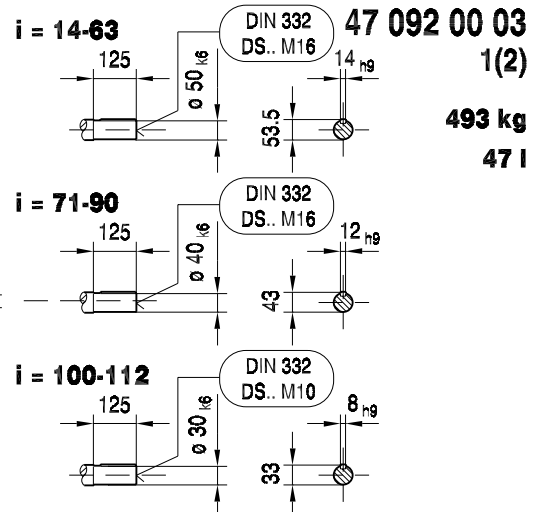 i = 14-63
DIN 332
DS.. M16
47 092 00 03
1(2)
493 kg
47 l
125
ø 50 k6
53.5
14 h9
i = 71-90
DIN 332
DS.. M16
125
ø 40 k6
43
12 h9
i = 100-112
DIN 332
DS.. M10
125
ø 30 k6
33
8 h9